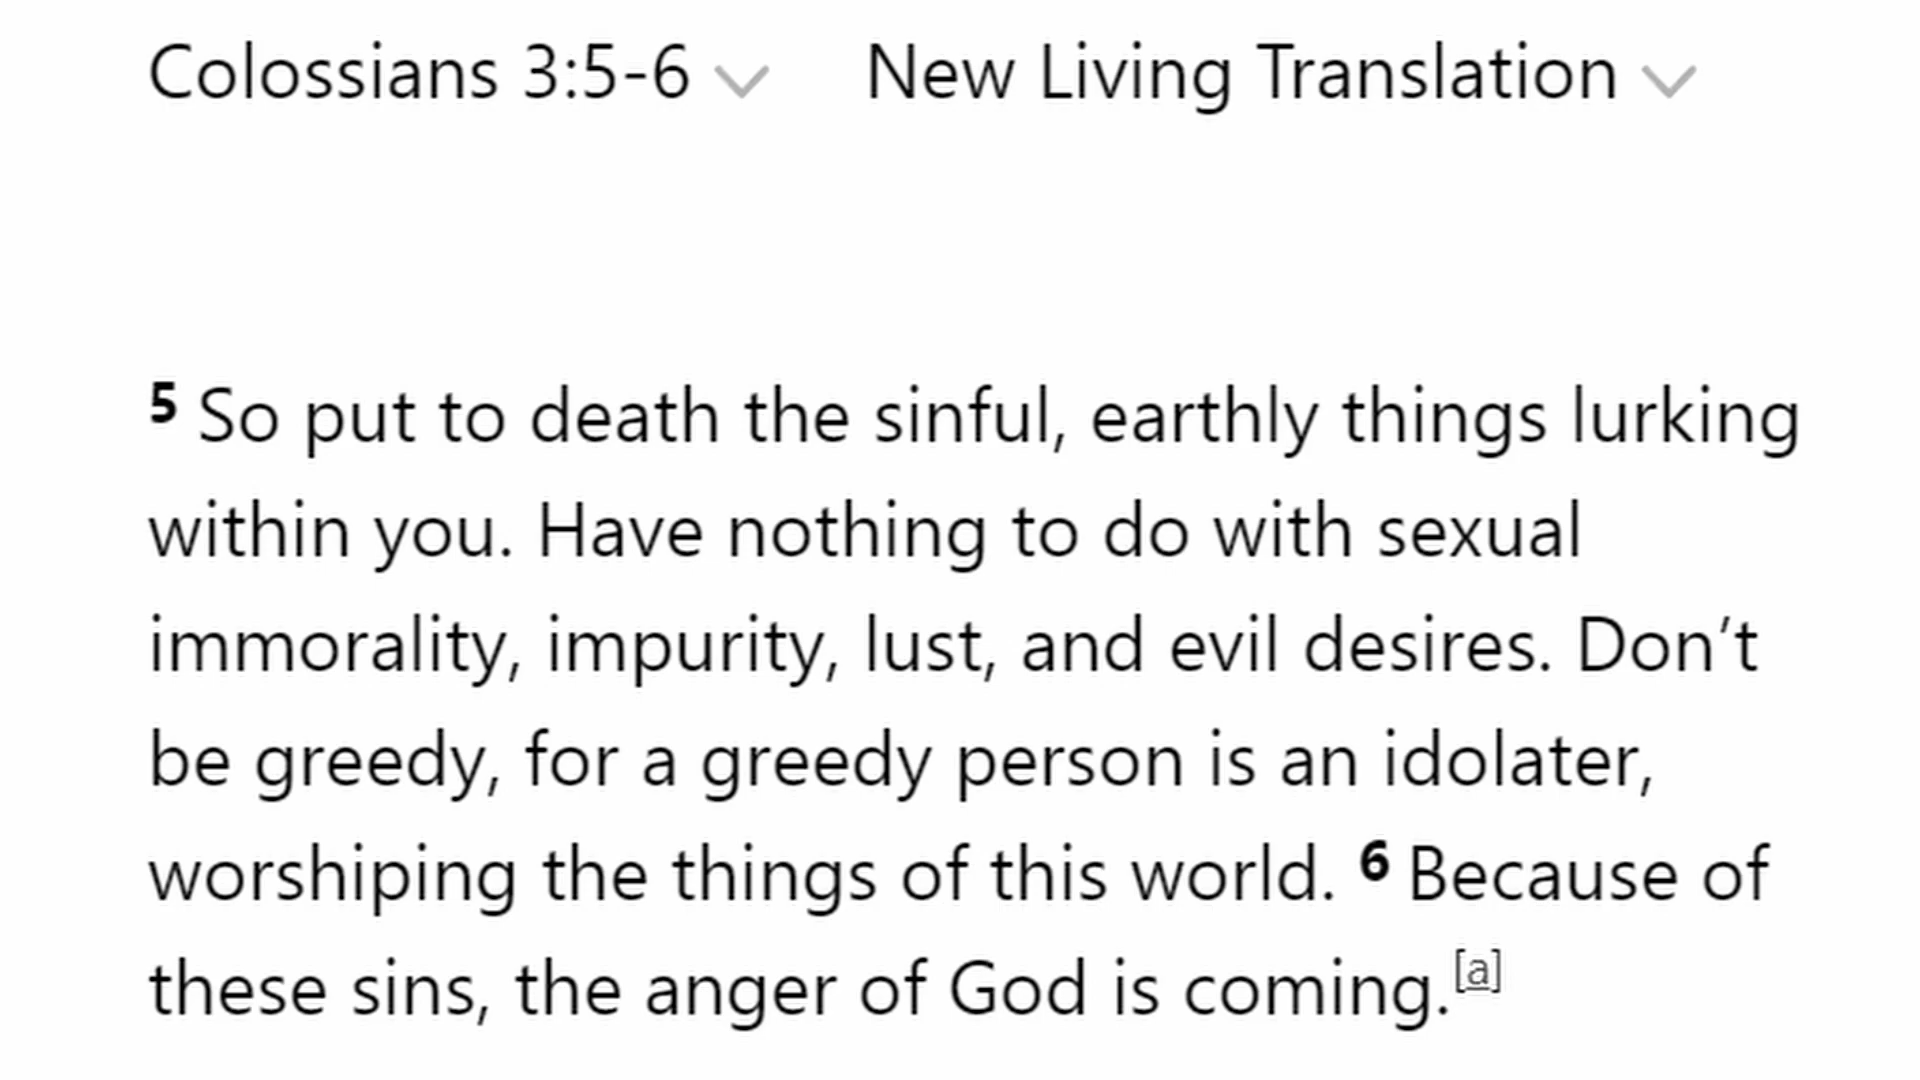 Colossians 3:5-6 New Living Translation
5 So put to death the sinful, earthly things lurking
within you. Have nothing to do with sexual
immorality, impurity, lust, and evil desires. Don’t
be greedy, for a greedy person is an idolater,
worshiping the things of this world. 6 Because of
these sins, the anger of God is coming.[a]